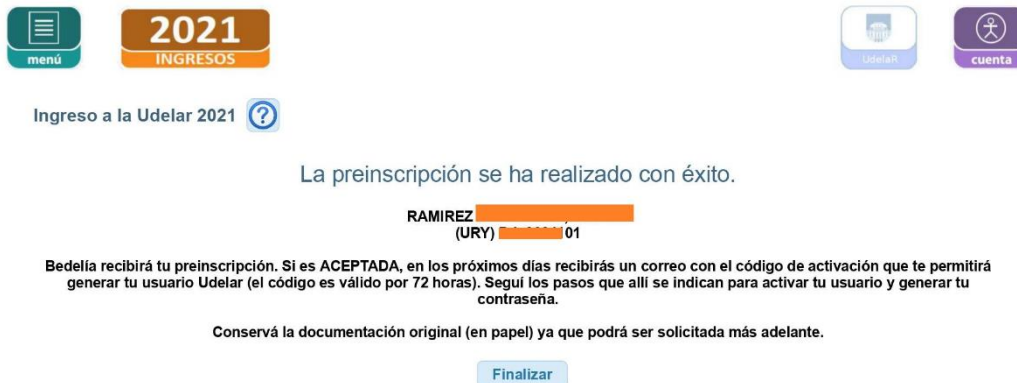 menú
2021
INGRESOS
UdelaR
cuenta
Ingreso a la Udelar 2021 ?
La preinscripción se ha realizado con éxito.
RAMIREZ
(URY) 01
Bedelía recibirá tu preinscripción. Si es ACEPTADA, en los próximos días recibirás un correo con el código de activación que te permitirá
generar tu usuario Udelar (el código es válido por 72 horas). Seguí los pasos que allí se indican para activar tu usuario y generar tu
contraseña.
Conservá la documentación original (en papel) ya que podrá ser solicitada más adelante.
Finalizar